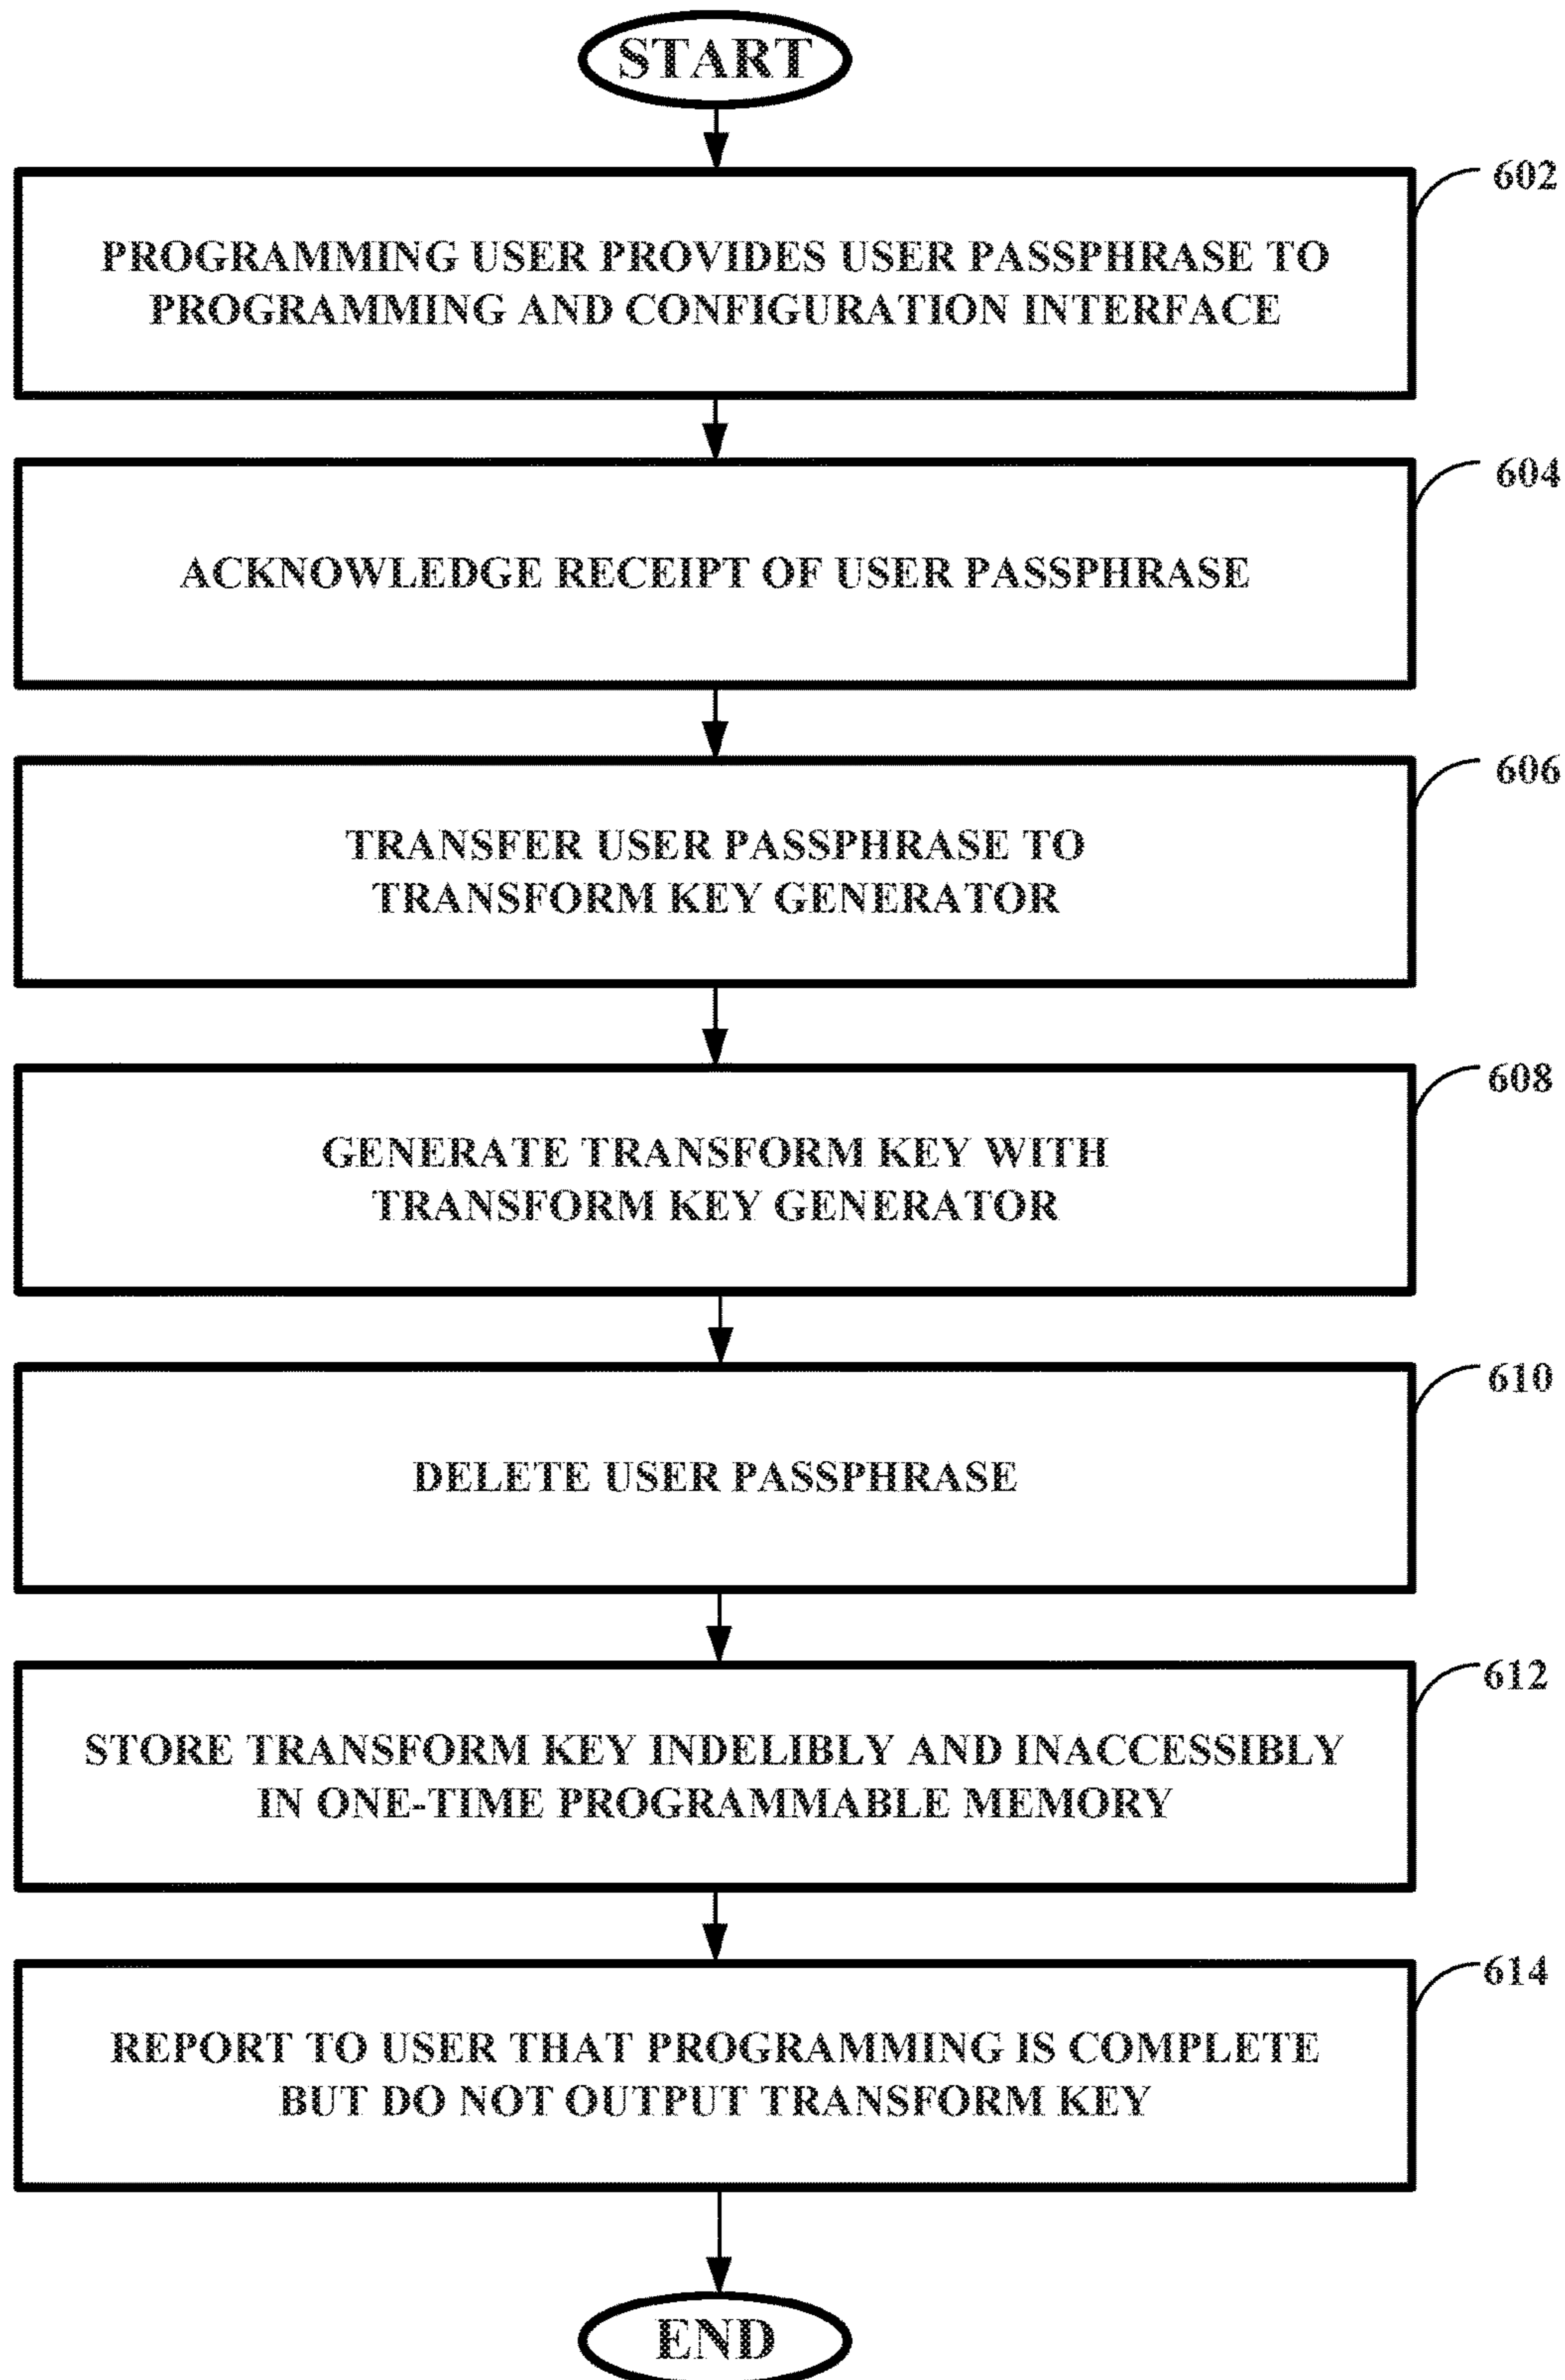 START
602
PROGRAMMING USER PROVIDES USER PASSPHRASE TO
PROGRAMMING AND CONFIGURATION INTERFACE
604
ACKNOWLEDGE RECEIPT OF USER PASSPHRASE
606
TRANSFER USER PASSPHRASE TO
TRANSFORM KEY GENERATOR
608
GENERATE TRANSFORM KEY WITH
TRANSFORM KEY GENERATOR
610
DELETE USER PASSPHRASE
612
STORE TRANSFORM KEY INDELIBLY AND INACCESSIBLY
IN ONE-TIME PROGRAMMABLE MEMORY
614
REPORT TO USER THAT PROGRAMMING IS COMPLETE
BUT DO NOT OUTPUT TRANSFORM KEY
END